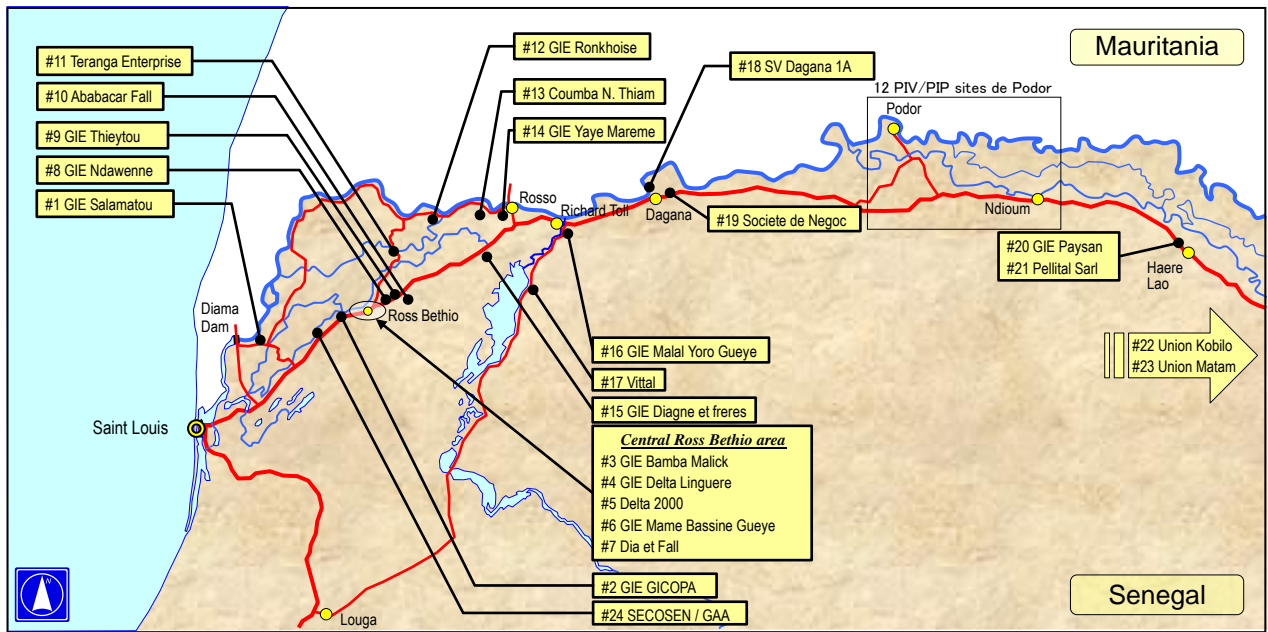 Mauritania
#12 GIE Ronkhoise
#11 Teranga Enterprise
#18 SV Dagana 1A
#10 Ababacar Fall
#13 Coumba N. Thiam
12 PIV/PIP sites de Podor
Podor
#9 GIE Thieytou
#14 GIE Yaye Mareme
#8 GIE Ndawenne
#1 GIE Salamatou
Rosso
Richard Toll
Dagana
#19 Societe de Negoc
Ndioum
#20 GIE Paysan
#21 Pellital Sarl
Haere
Lao
Diama
Dam
Ross Bethio
#16 GIE Malal Yoro Gueye
#22 Union Kobilo
#23 Union Matam
#17 Vittal
#15 GIE Diagne et freres
Saint Louis
Central Ross Bethio area
#3 GIE Bamba Malick
#4 GIE Delta Linguere
#5 Delta 2000
#6 GIE Mame Bassine Gueye
#7 Dia et Fall
#2 GIE GICOPA
#24 SECOSEN / GAA
Senegal
Louga
N